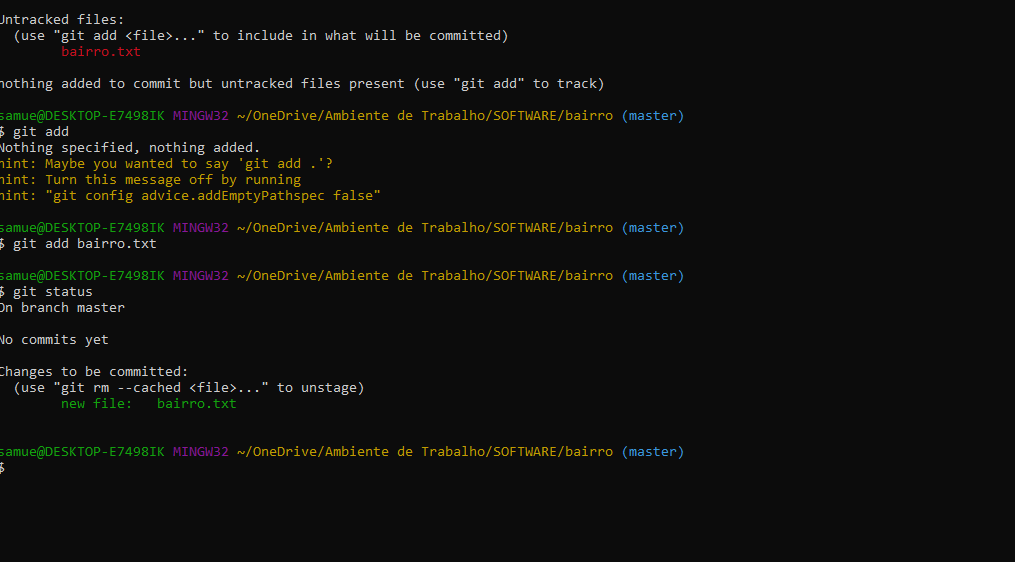 Untracked files:
  (use "git add <file>..." to include in what will be committed)
        bairro.txt

nothing added to commit but untracked files present (use "git add" to track)

samue@DESKTOP-E7498IK MINGW32 ~/OneDrive/Ambiente de Trabalho/SOFTWARE/bairro (master)
$ git add
Nothing specified, nothing added.
hint: Maybe you wanted to say 'git add .'?
hint: Turn this message off by running
hint: "git config advice.addEmptyPathspec false"

samue@DESKTOP-E7498IK MINGW32 ~/OneDrive/Ambiente de Trabalho/SOFTWARE/bairro (master)
$ git add bairro.txt

samue@DESKTOP-E7498IK MINGW32 ~/OneDrive/Ambiente de Trabalho/SOFTWARE/bairro (master)
$ git status
On branch master

No commits yet

Changes to be committed:
  (use "git rm --cached <file>..." to unstage)
        new file:   bairro.txt

samue@DESKTOP-E7498IK MINGW32 ~/OneDrive/Ambiente de Trabalho/SOFTWARE/bairro (master)
$